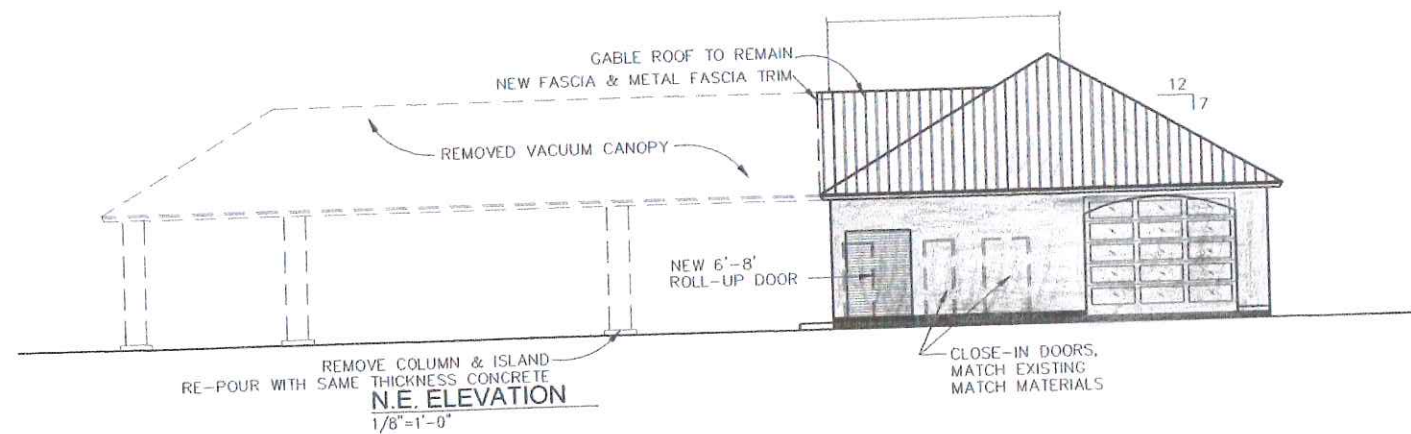 GABLE ROOF TO REMAIN
NEW FASCIA & METAL FASCIA TRIM
12
7
REMOVED VACUUM CANOPY
NEW 6'-8'
ROLL-UP DOOR
REMOVE COLUMN & ISLAND
RE-POUR WITH SAME THICKNESS CONCRETE
CLOSE-IN DOORS,
MATCH EXISTING
MATCH MATERIALS
N.E. ELEVATION
1/8"=1'-0"